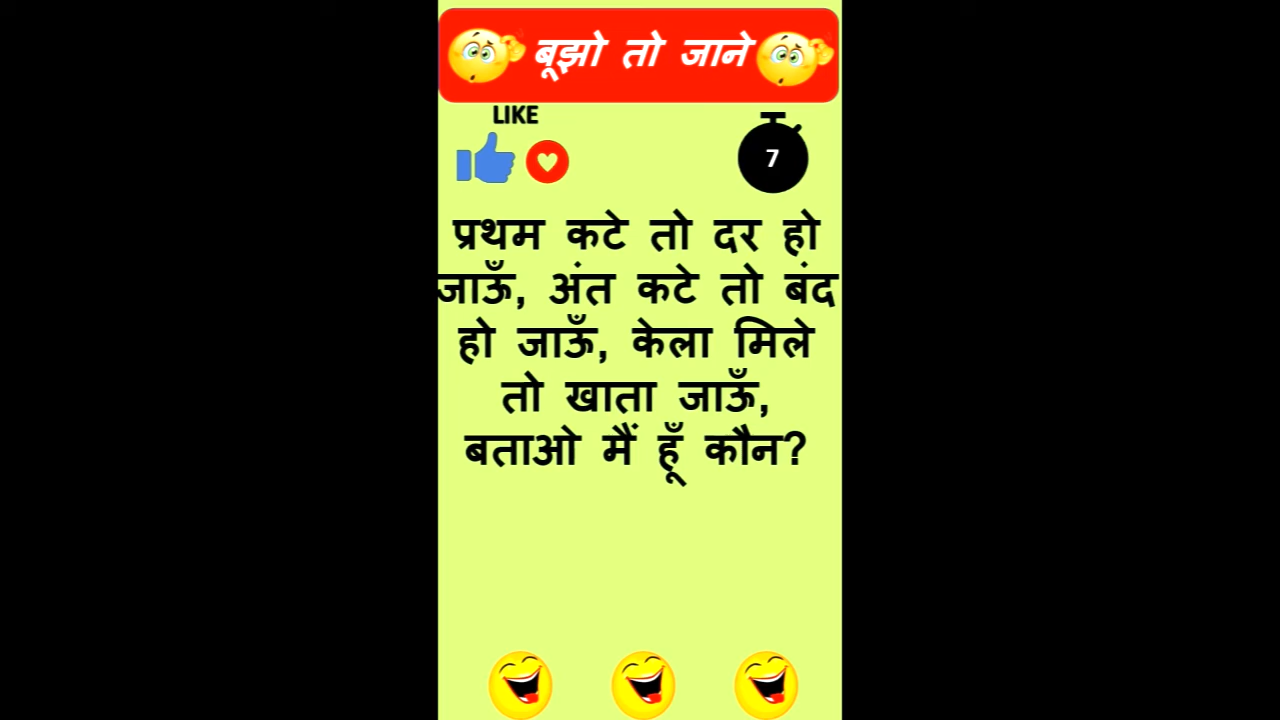 बूझो तो जाने
LIKE
7
प्रथम कटे तो दर हो
जाऊँ, अंत कटे तो बंद
हो जाऊँ, केला मिले
तो खाता जाऊँ,
बताओ मैं हूँ कौन?